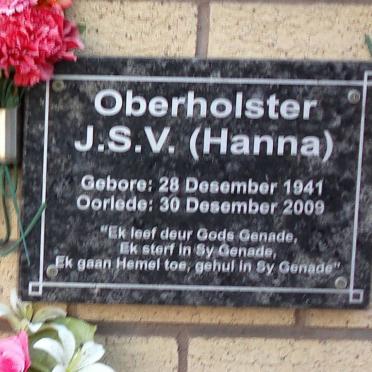 Oberholster
J.S.V. (Hanna)
Gebore: 28 Desember 1941
Oorlede: 30 Desember 2009
"Ek leef deur Gods Genade,
Ek sterf in Sy Genade,
Ek gaan Hemel toe, gehul in Sy Genade"